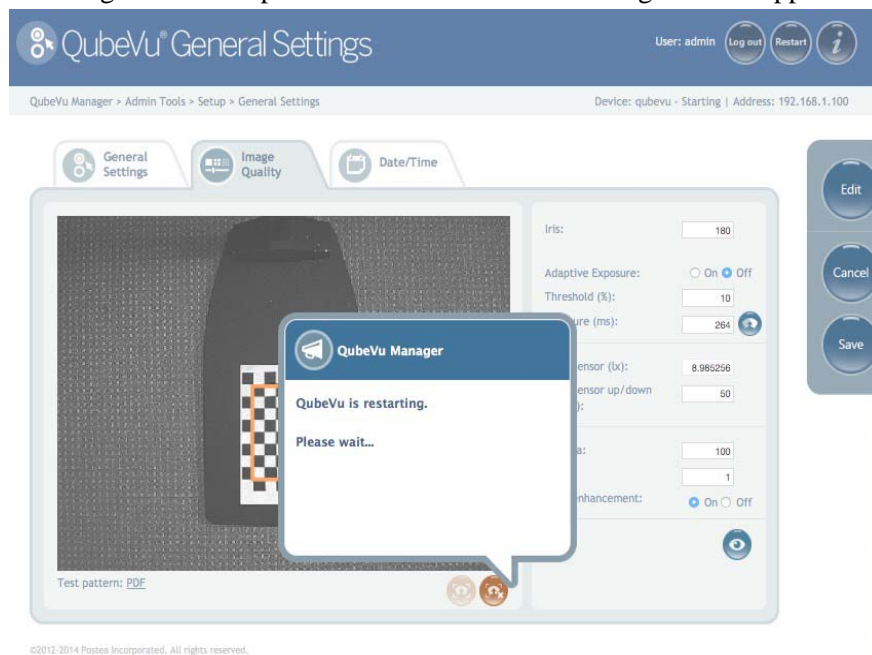 QubeVu® General Settings
User: admin
Log out
Restart
i
QubeVu Manager > Admin Tools > Setup > General Settings
Device: qubevu - Starting | Address: 192.168.1.100
General
Settings
Image
Quality
Date/Time
Edit
Cancel
Save
Iris: 180
Adaptive Exposure: On Off
Threshold (%): 10
ure (ms): 264
ensor (lx): 8.985256
ensor up/down 50
):
a: 100
1
nhancement: On Off
QubeVu Manager
QubeVu is restarting.
Please wait...
Test pattern: PDF
©2012-2014 Postea Incorporated. All rights reserved.